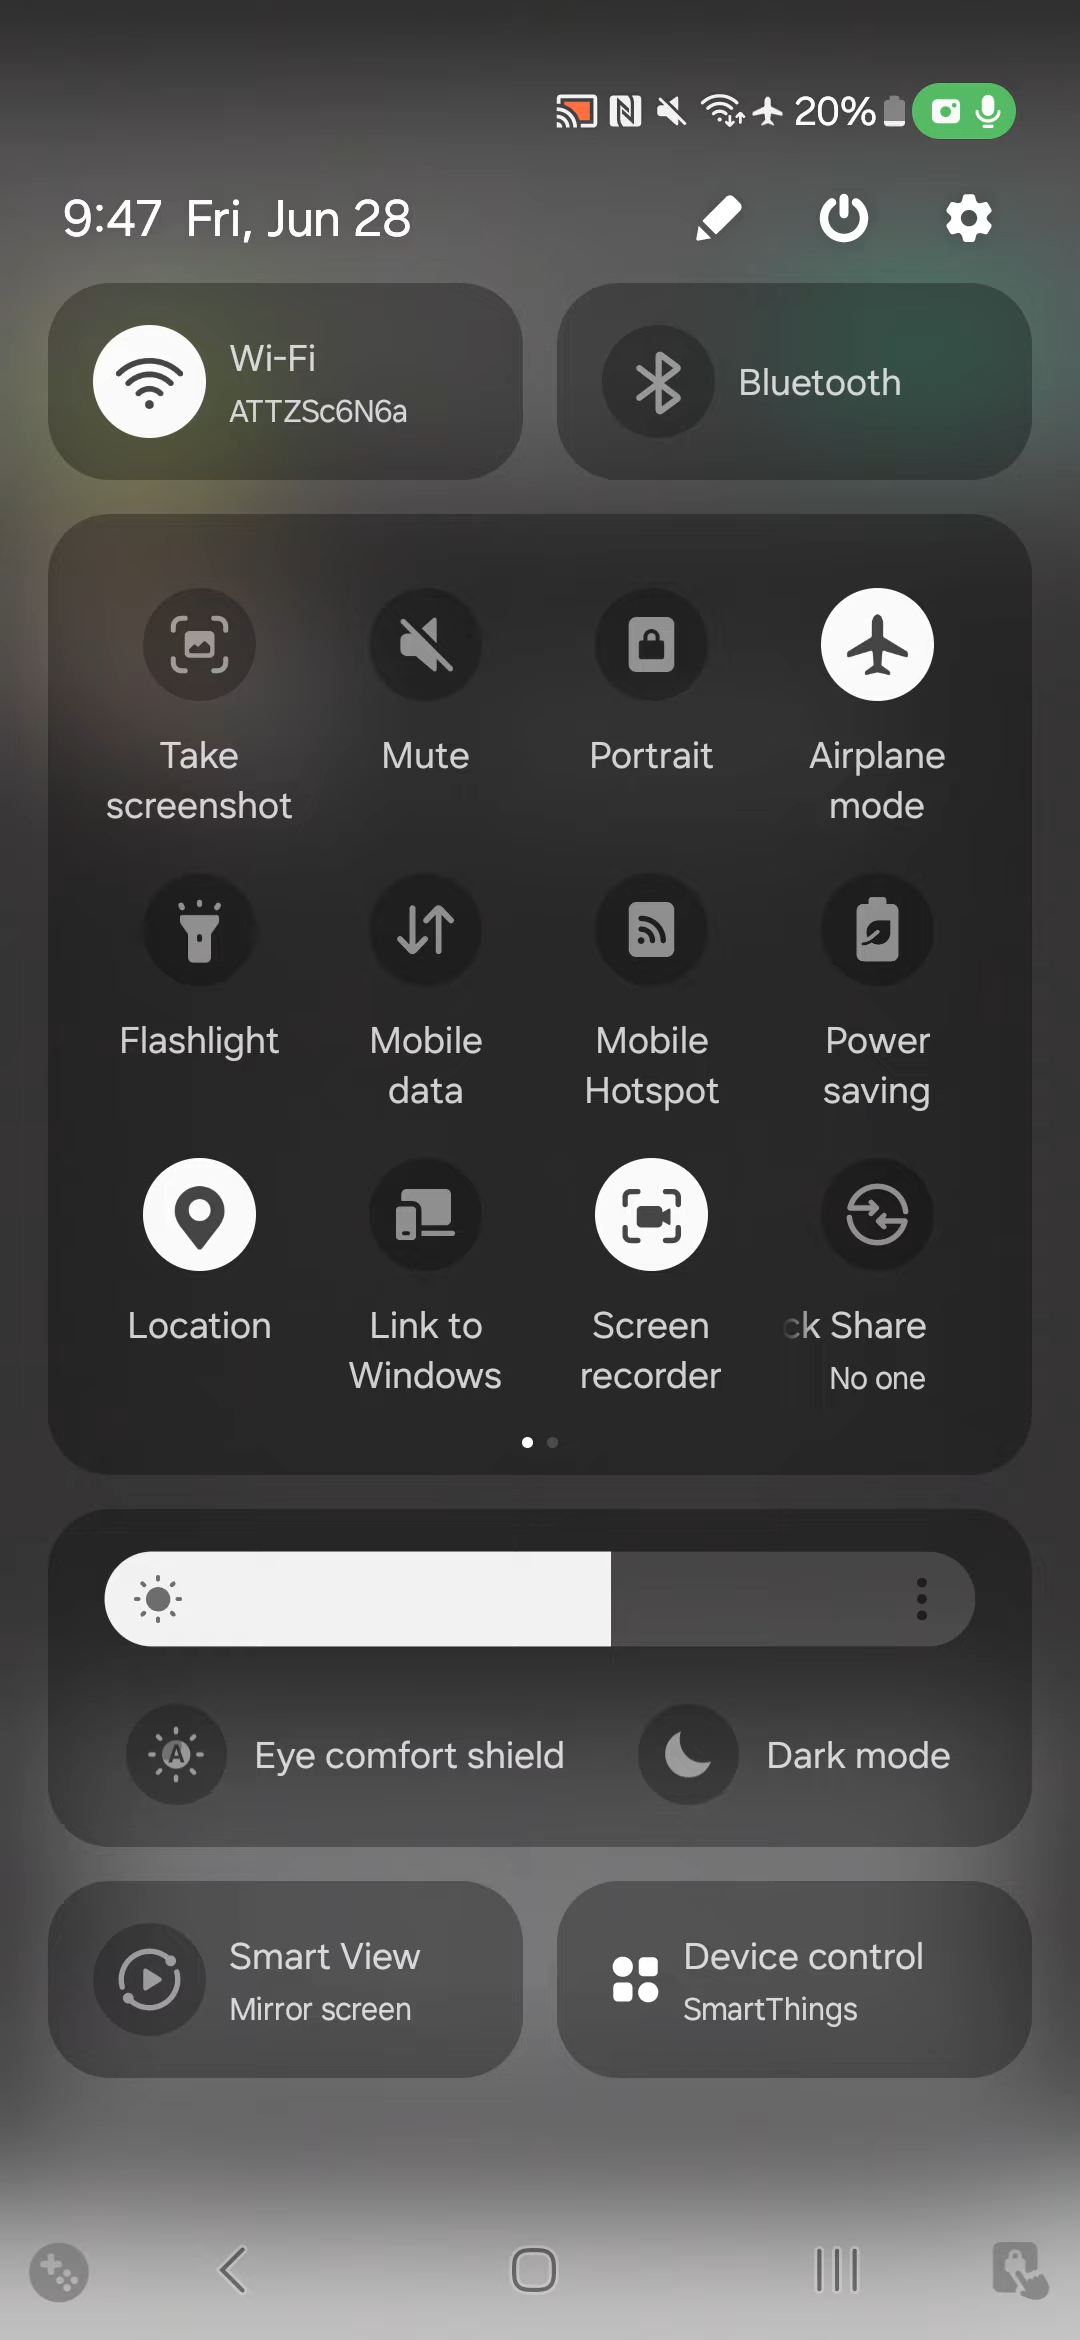 20%
9:47 Fri, Jun 28
Wi-Fi
ATTZSc6N6a
Bluetooth
Take
screenshot
Mute
Portrait
Airplane
mode
Flashlight
Mobile
data
Mobile
Hotspot
Power
saving
Location
Link to
Windows
Screen
recorder
ck Share
No one
Eye comfort shield
Dark mode
Smart View
Mirror screen
Device control
SmartThings